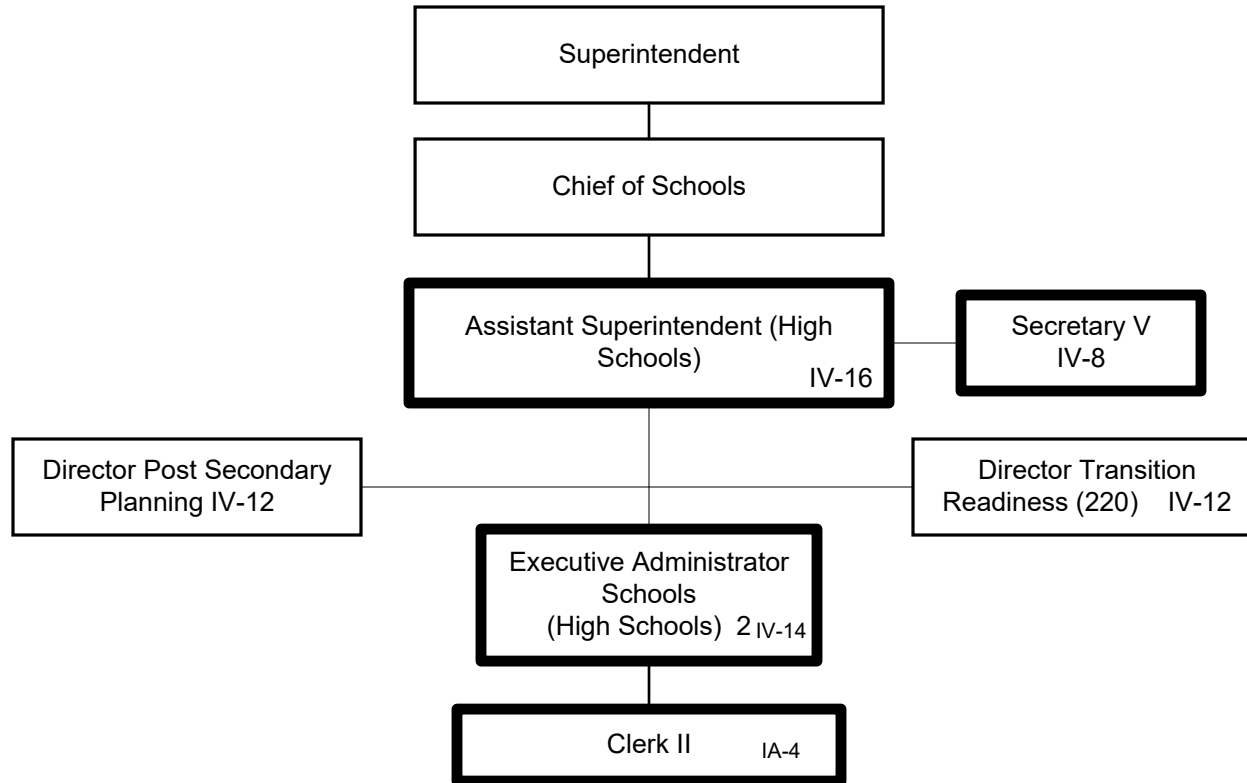 Superintendent
Chief of Schools
Assistant Superintendent (High
Schools)
IV-16
Secretary V
IV-8
Director Post Secondary
Planning IV-12
Director Transition
Readiness (220) IV-12
Executive Administrator
Schools
(High Schools) 2 IV-14
Clerk II IA-4